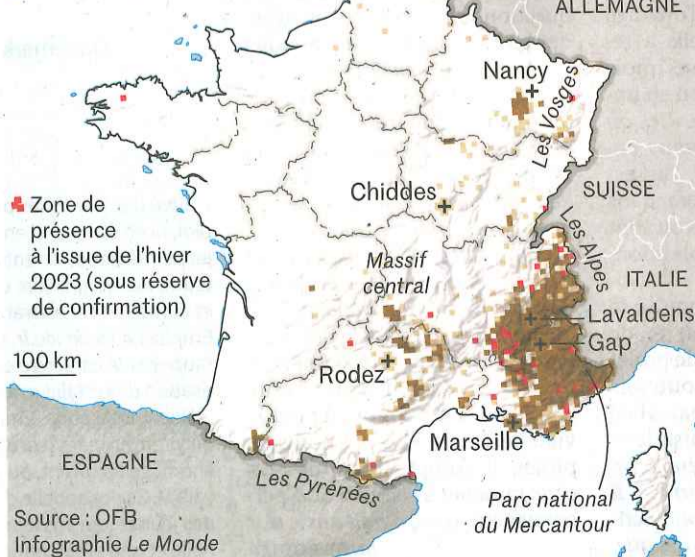 ALLEMAGNE
Nancy
Les Vosges
Chiddes
SUISSE
Zone de
présence
à l'issue de l'hiver
2023 (sous réserve
de confirmation)
Les Alpes
Massif
central
ITALIE
Lavaldens
Gap
100 km
Rodez
Marseille
ESPAGNE
Les Pyrénées
Parc national
du Mercantour
Source : OFB
Infographie Le Monde